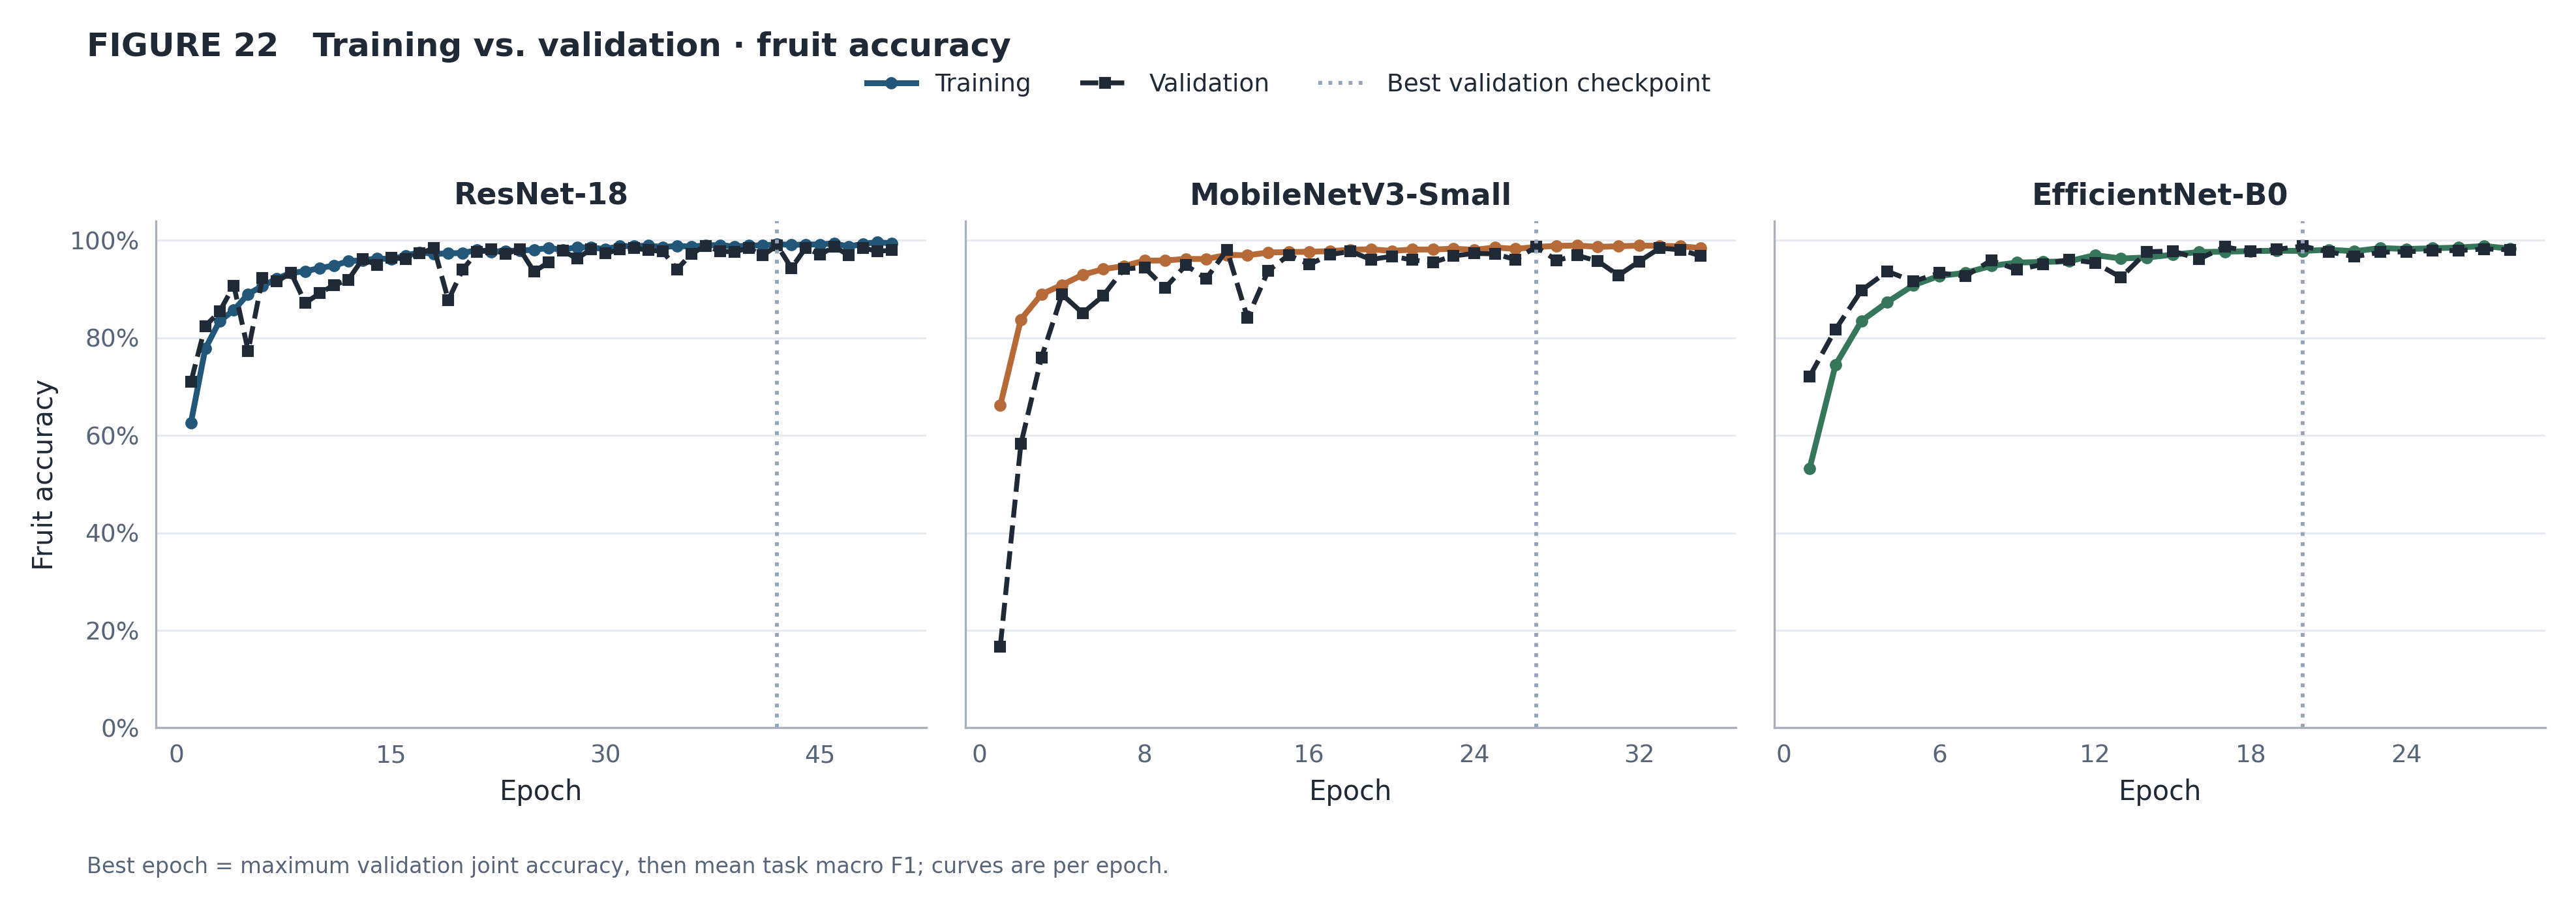 FIGURE 22 Training vs. validation · fruit accuracy
Training Validation Best validation checkpoint
ResNet-18 MobileNetV3-Small EfficientNet-B0
Fruit accuracy
100%
80%
60%
40%
20%
0%
0 15 30 45 0 8 16 24 32 0 6 12 18 24
Epoch Epoch Epoch
Best epoch = maximum validation joint accuracy, then mean task macro F1; curves are per epoch.